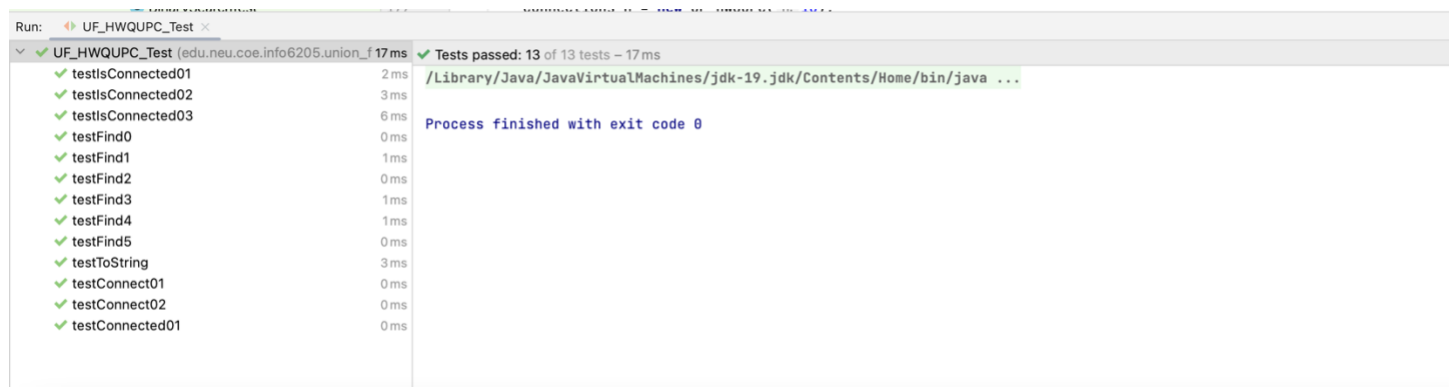 Run: UF_HWQUPC_Test ×
UF_HWQUPC_Test (edu.neu.coe.info6205.union_f 17 ms
Tests passed: 13 of 13 tests – 17 ms
testIsConnected01 2 ms
testIsConnected02 3 ms
testIsConnected03 6 ms
testFind0 0 ms
testFind1 1 ms
testFind2 0 ms
testFind3 1 ms
testFind4 1 ms
testFind5 0 ms
testToString 3 ms
testConnect01 0 ms
testConnect02 0 ms
testConnected01 0 ms
/Library/Java/JavaVirtualMachines/jdk-19.jdk/Contents/Home/bin/java ...
Process finished with exit code 0